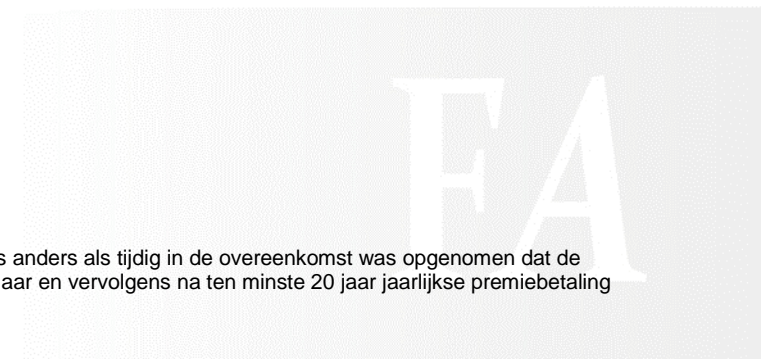 FA
s anders als tijdig in de overeenkomst was opgenomen dat de
aar en vervolgens na ten minste 20 jaar jaarlijkse premiebetaling